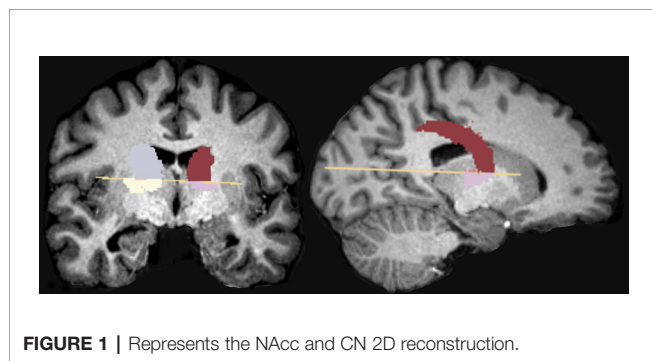 FIGURE 1 | Represents the NAcc and CN 2D reconstruction.